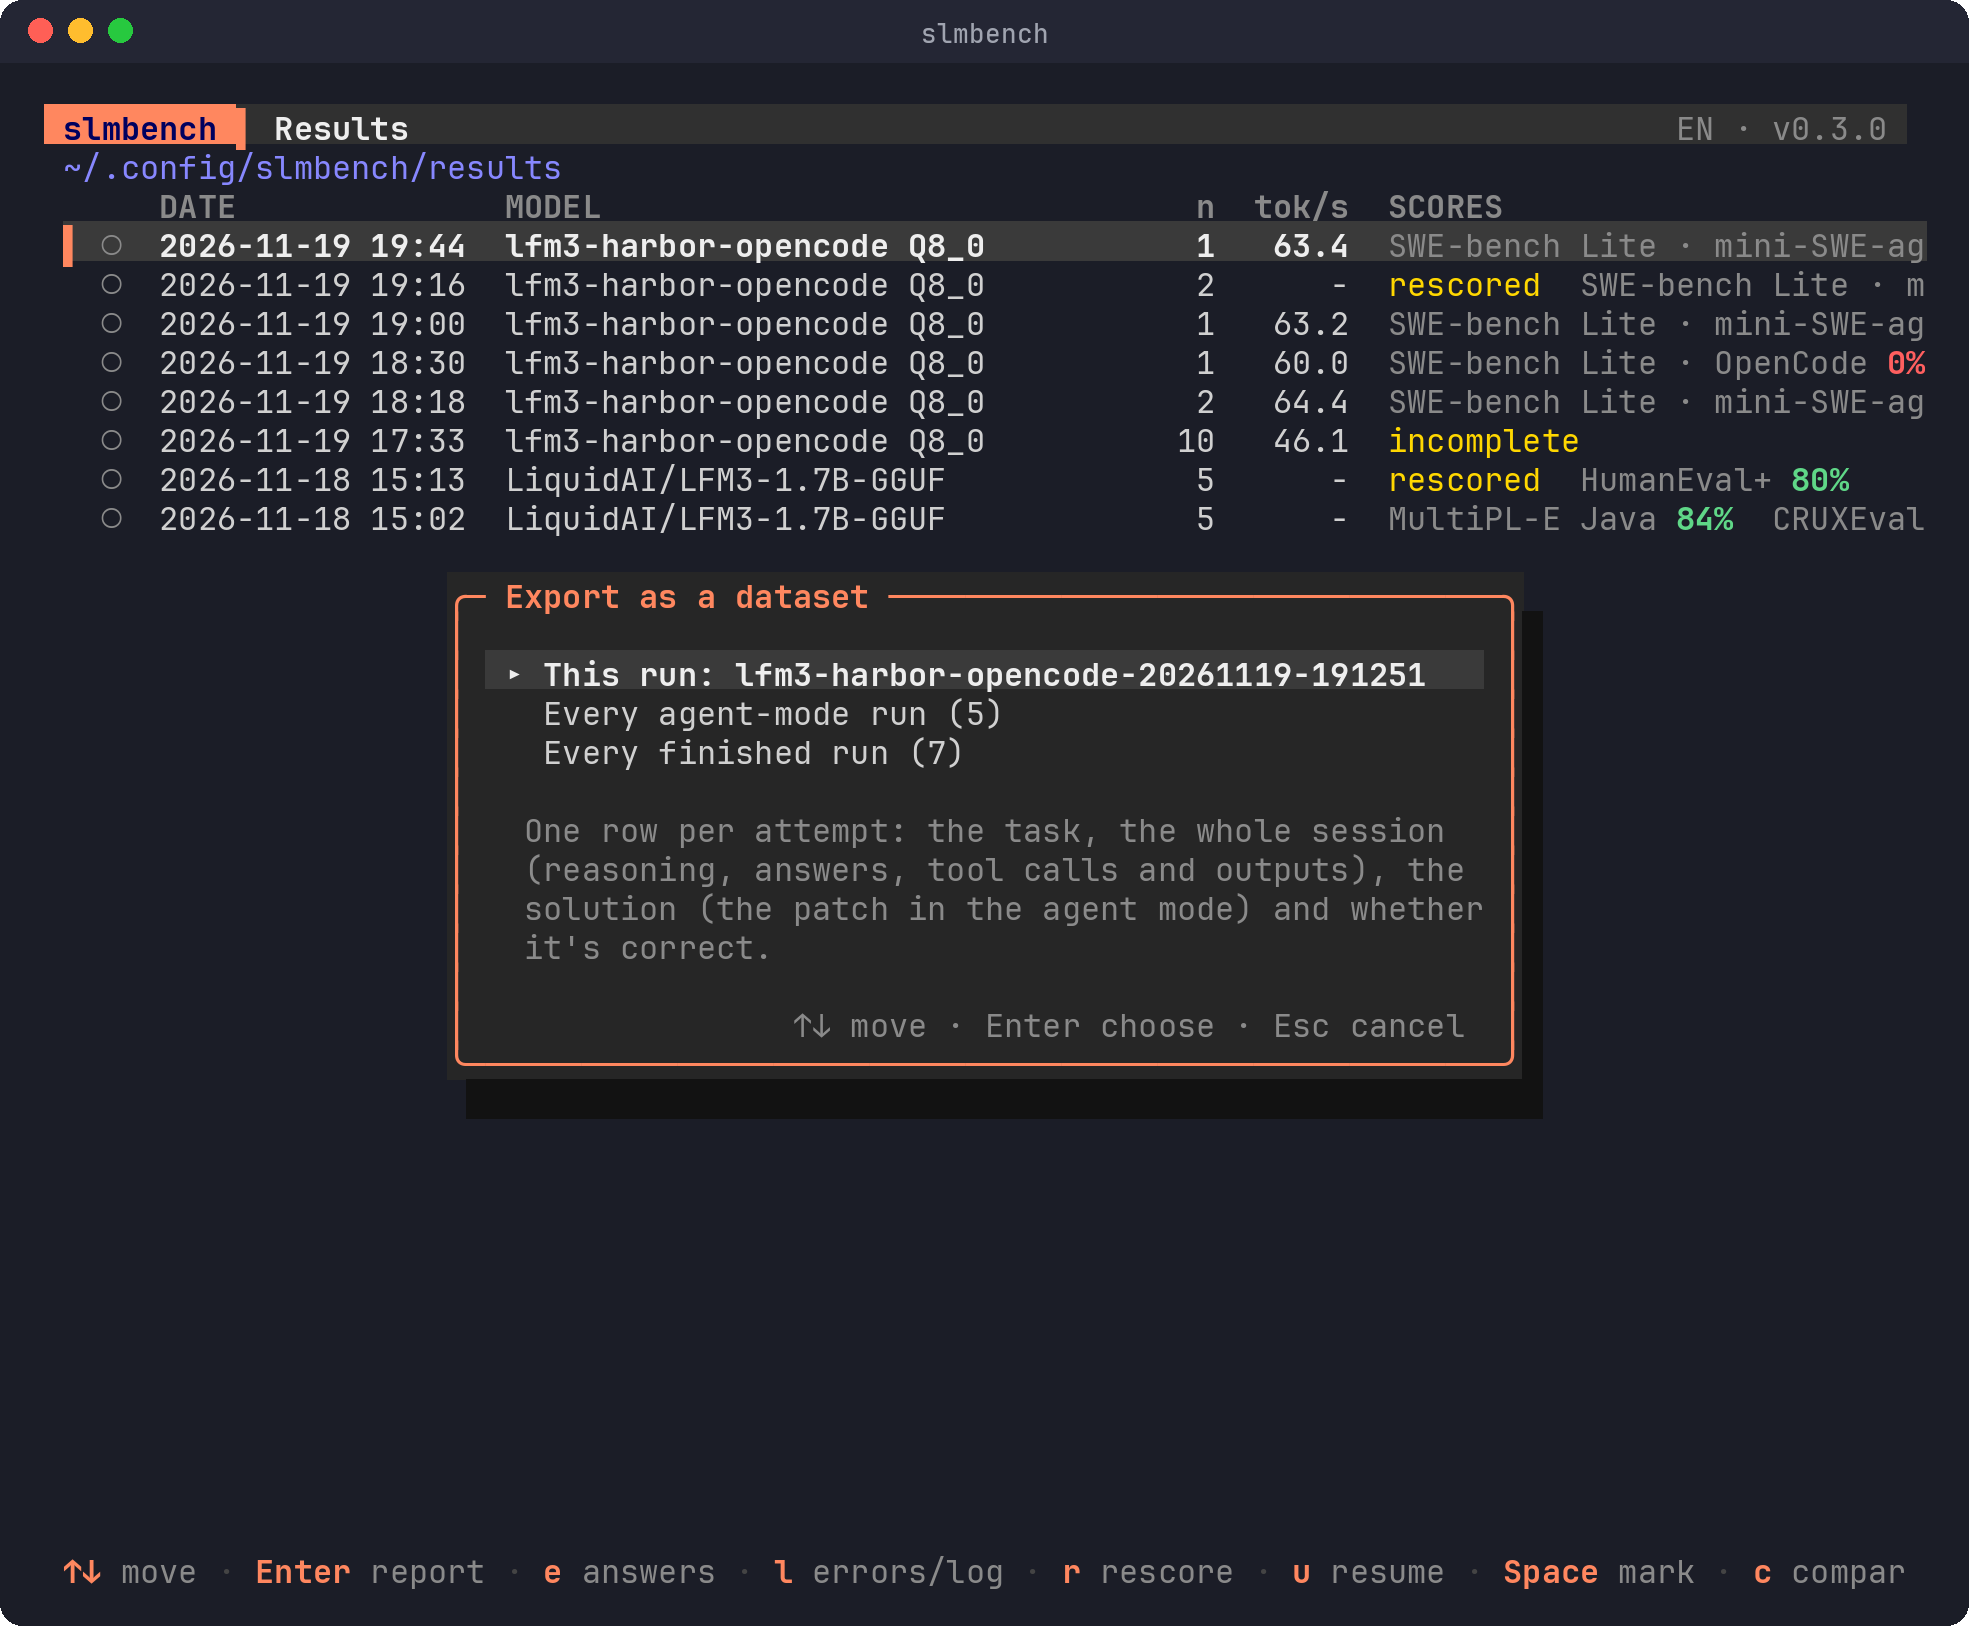 slmbench
slmbench Results EN · v0.3.0
~/.config/slmbench/results
DATE MODEL n tok/s SCORES
○ 2026-11-19 19:44 lfm3-harbor-opencode Q8_0 1 63.4 SWE-bench Lite · mini-SWE-ag
○ 2026-11-19 19:16 lfm3-harbor-opencode Q8_0 2 - rescored SWE-bench Lite · m
○ 2026-11-19 19:00 lfm3-harbor-opencode Q8_0 1 63.2 SWE-bench Lite · mini-SWE-ag
○ 2026-11-19 18:30 lfm3-harbor-opencode Q8_0 1 60.0 SWE-bench Lite · OpenCode 0%
○ 2026-11-19 18:18 lfm3-harbor-opencode Q8_0 2 64.4 SWE-bench Lite · mini-SWE-ag
○ 2026-11-19 17:33 lfm3-harbor-opencode Q8_0 10 46.1 incomplete
○ 2026-11-18 15:13 LiquidAI/LFM3-1.7B-GGUF 5 - rescored HumanEval+ 80%
○ 2026-11-18 15:02 LiquidAI/LFM3-1.7B-GGUF 5 - MultiPL-E Java 84% CRUXEval
Export as a dataset
▸ This run: lfm3-harbor-opencode-20261119-191251
Every agent-mode run (5)
Every finished run (7)
One row per attempt: the task, the whole session
(reasoning, answers, tool calls and outputs), the
solution (the patch in the agent mode) and whether
it's correct.
↑↓ move · Enter choose · Esc cancel
↑↓ move · Enter report · e answers · l errors/log · r rescore · u resume · Space mark · c compar